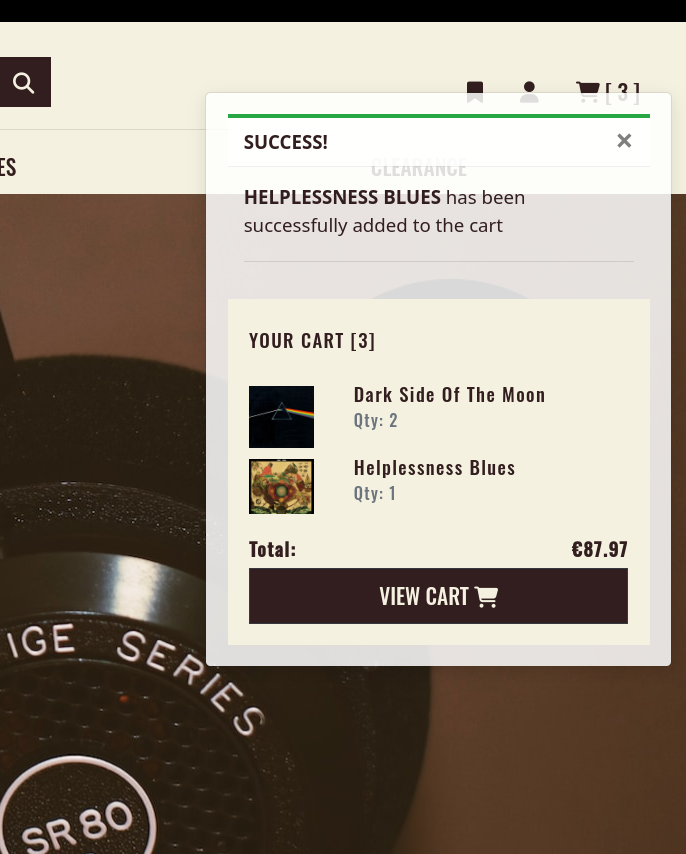 [ 3 ]
ES
CLEARANCE
SUCCESS!
×
HELPLESSNESS BLUES has been
successfully added to the cart
YOUR CART [3]
Dark Side Of The Moon
Qty: 2
Helplessness Blues
Qty: 1
Total: €87.97
VIEW CART
IGE SERIES
SR80